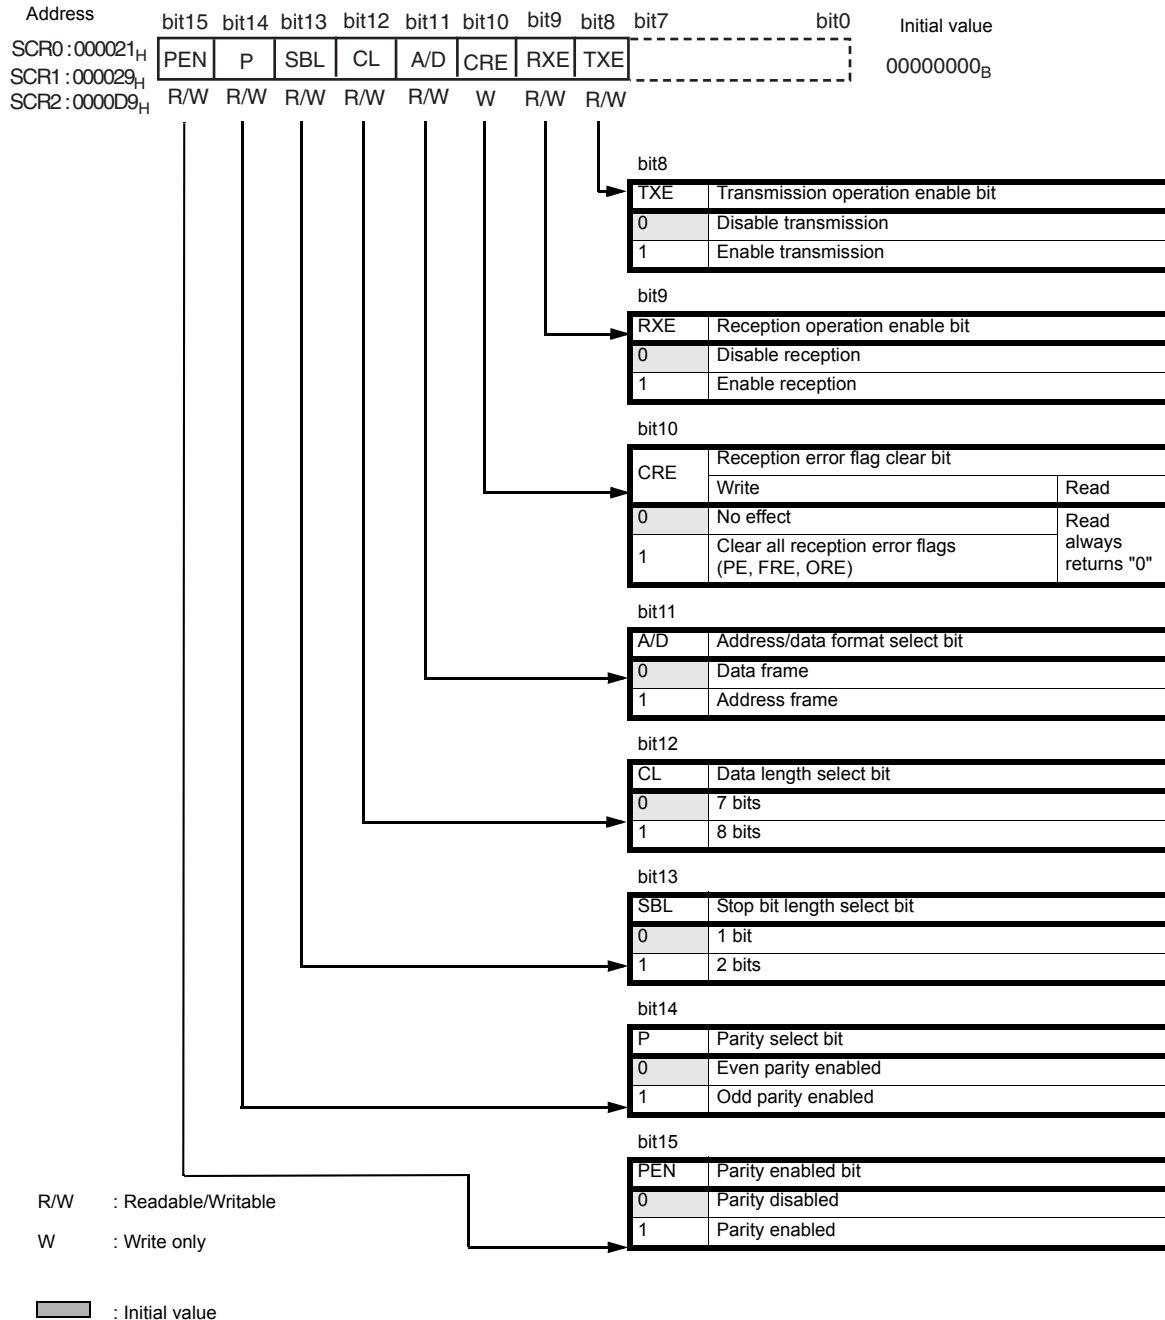 Address bit15 bit14 bit13 bit12 bit11 bit10 bit9 bit8 bit7 bit0 Initial value
SCR0 : 000021H PEN P SBL CL A/D CRE RXE TXE 00000000B
SCR1 : 000029H
SCR2 : 0000D9H R/W R/W R/W R/W R/W W R/W R/W
bit8
TXE Transmission operation enable bit
0 Disable transmission
1 Enable transmission
bit9
RXE Reception operation enable bit
0 Disable reception
1 Enable reception
bit10
CRE Reception error flag clear bit
Write Read
0 No effect Read always returns "0"
1 Clear all reception error flags
(PE, FRE, ORE)
bit11
A/D Address/data format select bit
0 Data frame
1 Address frame
bit12
CL Data length select bit
0 7 bits
1 8 bits
bit13
SBL Stop bit length select bit
0 1 bit
1 2 bits
bit14
P Parity select bit
0 Even parity enabled
1 Odd parity enabled
bit15
PEN Parity enabled bit
0 Parity disabled
1 Parity enabled
R/W : Readable/Writable
W : Write only
: Initial value